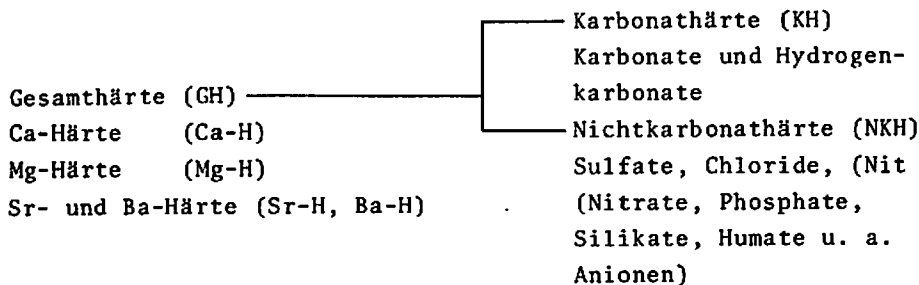 Karbonathärte (KH)
Karbonate und Hydrogen-
karbonate
Gesamthärte (GH)
Ca-Härte (Ca-H)
Mg-Härte (Mg-H)
Sr- und Ba-Härte (Sr-H, Ba-H)
Nichtkarbonathärte (NKH)
Sulfate, Chloride, (Nit
(Nitrate, Phosphate,
Silikate, Humate u. a.
Anionen)